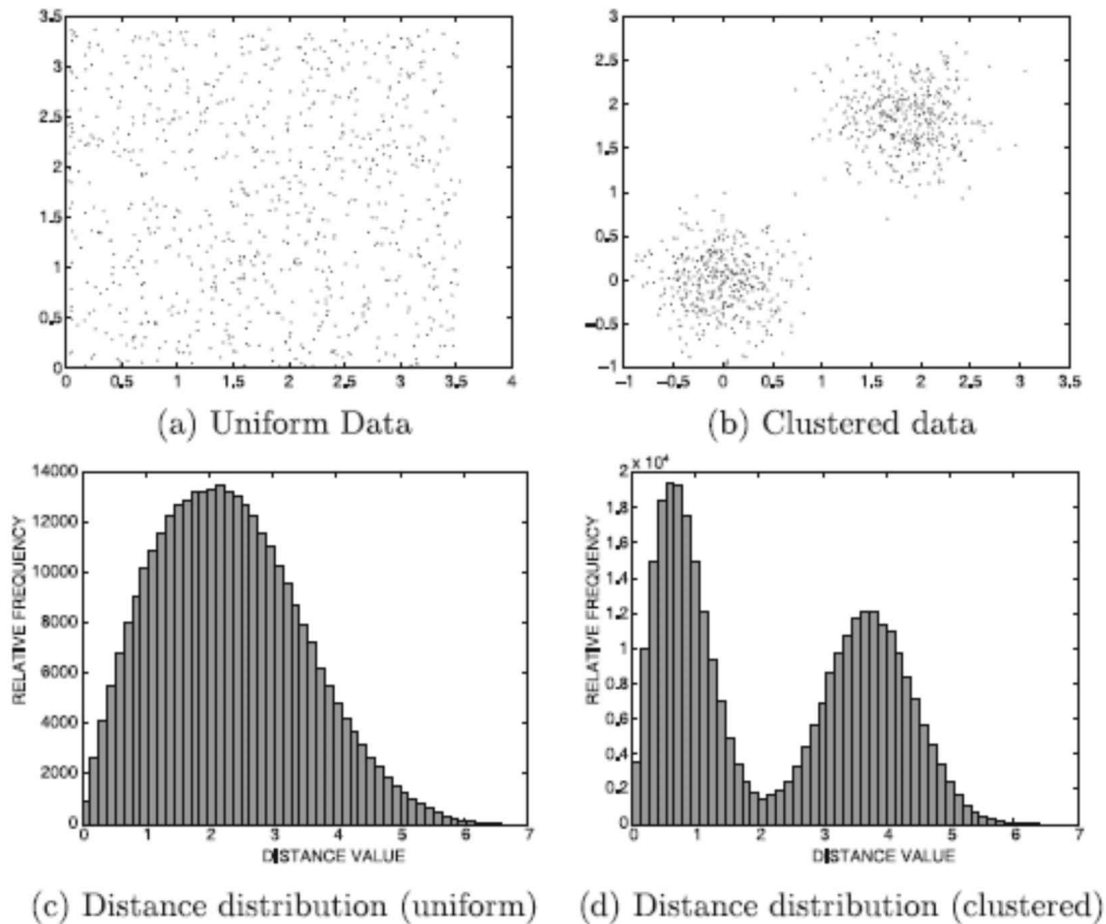 3.5
3
2.5
2
1.5
1
0.5
0
0 0.5 1 1.5 2 2.5 3 3.5 4
(a) Uniform Data
3
2.5
2
1.5
1
0.5
0
−0.5
−1
−1 −0.5 0 0.5 1 1.5 2 2.5 3 3.5
(b) Clustered data
14000
12000
10000
8000
6000
4000
2000
0
RELATIVE FREQUENCY
0 1 2 3 4 5 6 7
DISTANCE VALUE
(c) Distance distribution (uniform)
x 10^4
2
1.8
1.6
1.4
1.2
1
0.8
0.6
0.4
0.2
0
RELATIVE FREQUENCY
0 1 2 3 4 5 6 7
DISTANCE VALUE
(d) Distance distribution (clustered)